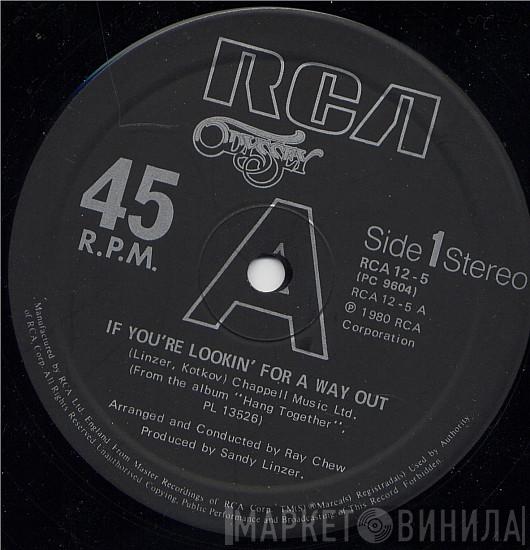 RCA
ODYSSEY
45
R.P.M.
A
Side 1 Stereo
RCA 12-5
(PC 9604)
RCA 12-5 A
℗ 1980 RCA
Corporation
IF YOU'RE LOOKIN' FOR A WAY OUT
(Linzer, Kotkov) Chappell Music Ltd.
(From the album "Hang Together",
PL 13526)
Arranged and Conducted by Ray Chew
Produced by Sandy Linzer.
Manufactured by RCA Ltd. England. From Master Recordings of RCA Corp. TM(S) ® Marca(s) Registrada(s) Used by Authority
of RCA Corp. All Rights Reserved Unauthorised Copying, Public Performance and Broadcasting of This Record Forbidden.
МАРКЕТ ВИНИЛА